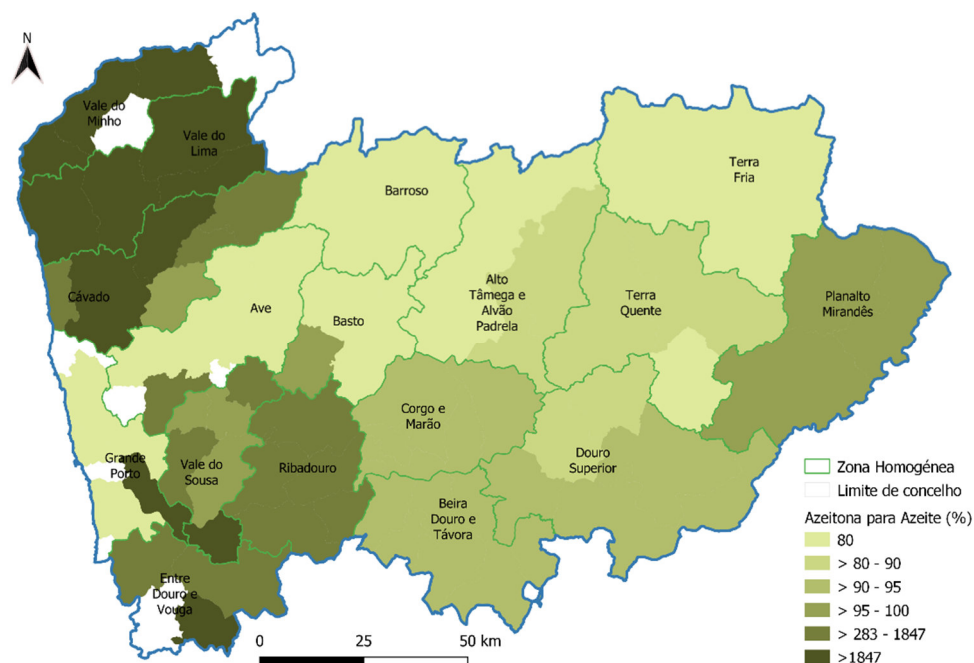 N
Vale do
Minho
Vale do
Lima
Barroso
Terra
Fria
Cávado
Ave
Basto
Alto
Tâmega e
Alvão
Padrela
Terra
Quente
Planalto
Mirandês
Corgo e
Marão
Grande
Porto
Vale do
Sousa
Ribadouro
Douro
Superior
Beira
Douro e
Távora
Entre
Douro e
Vouga
0 25 50 km
Zona Homogénea
Limite de concelho
Azeitona para Azeite (%)
80
> 80 - 90
> 90 - 95
> 95 - 100
> 283 - 1847
>1847